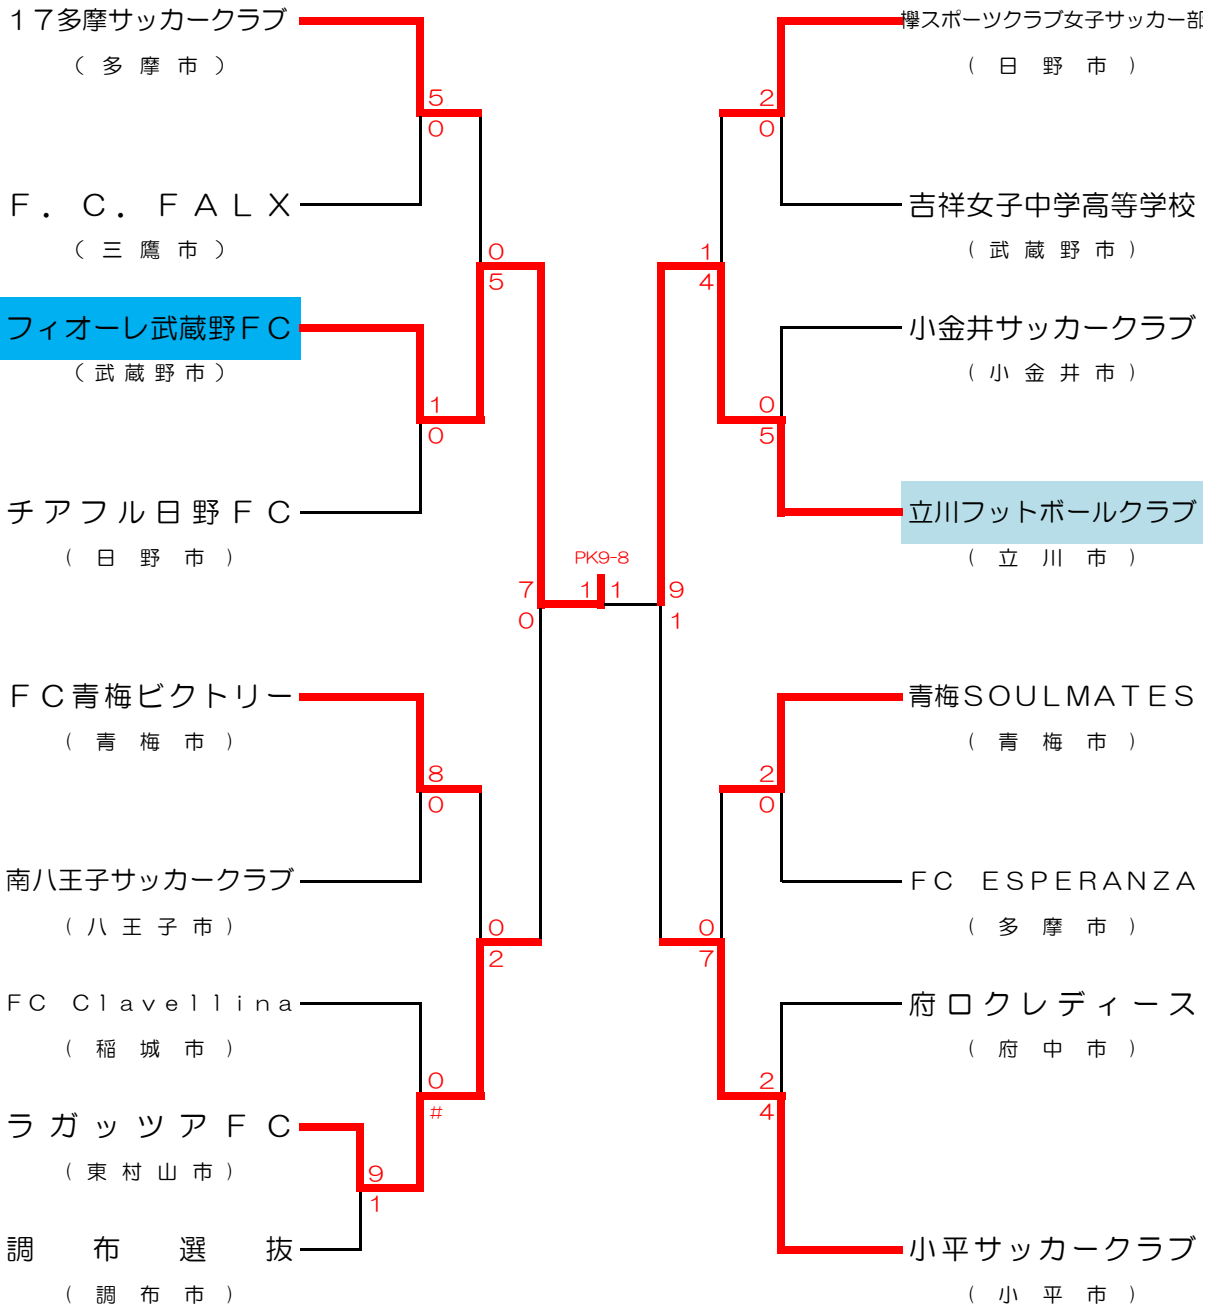 １７多摩サッカークラブ
（多摩市）
5
0
Ｆ．Ｃ．ＦＡＬＸ
（三鷹市）
0
5
フィオーレ武蔵野ＦＣ
（武蔵野市）
1
0
チアフル日野ＦＣ
（日野市）
7
0
ＦＣ青梅ビクトリー
（青梅市）
8
0
南八王子サッカークラブ
（八王子市）
0
2
ＦＣ Ｃｌａｖｅｌｌｉｎａ
（稲城市）
0
#
ラガッツアＦＣ
（東村山市）
9
1
調布選抜
（調布市）
PK9-8
1 1
欅スポーツクラブ女子サッカー部
（日野市）
2
0
吉祥女子中学高等学校
（武蔵野市）
1
4
小金井サッカークラブ
（小金井市）
0
5
立川フットボールクラブ
（立川市）
9
1
青梅ＳＯＵＬＭＡＴＥＳ
（青梅市）
2
0
ＦＣ ＥＳＰＥＲＡＮＺＡ
（多摩市）
0
7
府ロクレディース
（府中市）
2
4
小平サッカークラブ
（小平市）